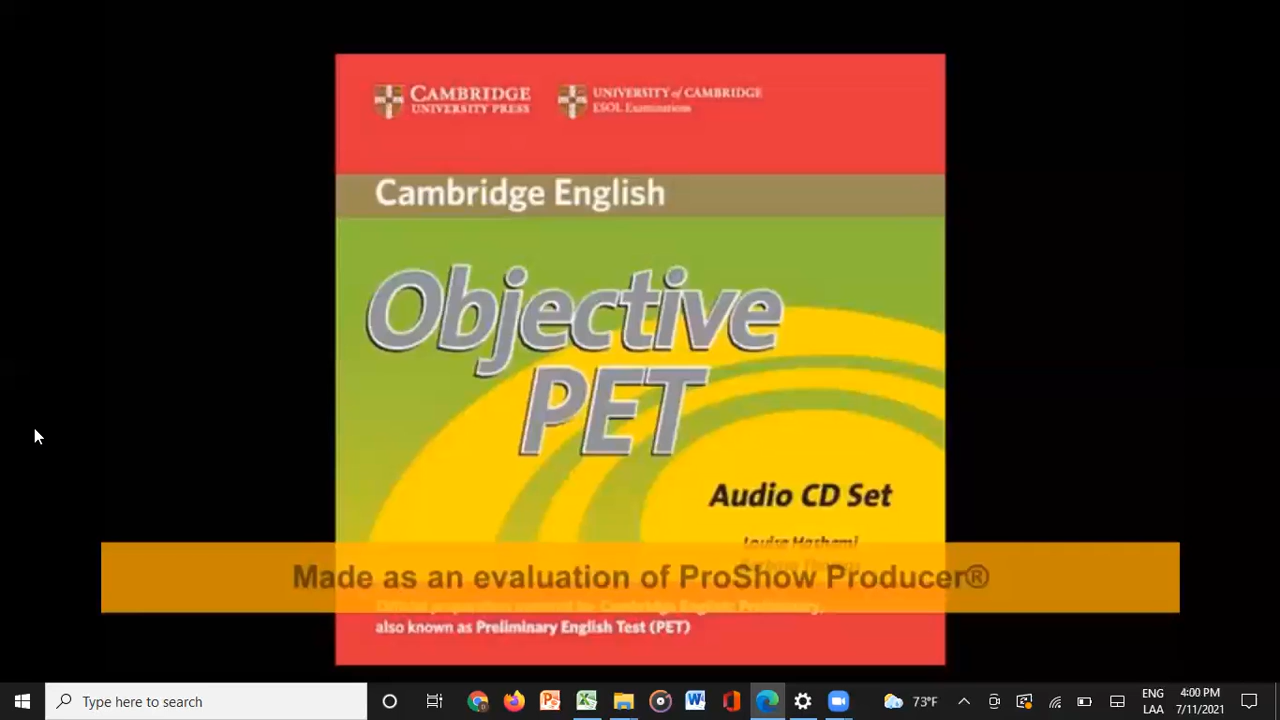 CAMBRIDGE
UNIVERSITY PRESS
UNIVERSITY of CAMBRIDGE
ESOL Examinations
Cambridge English
Objective
PET
Audio CD Set
Louise Hashemi
Made as an evaluation of ProShow Producer®
also known as Preliminary English Test (PET)
Type here to search
73°F
ENG
LAA
4:00 PM
7/11/2021